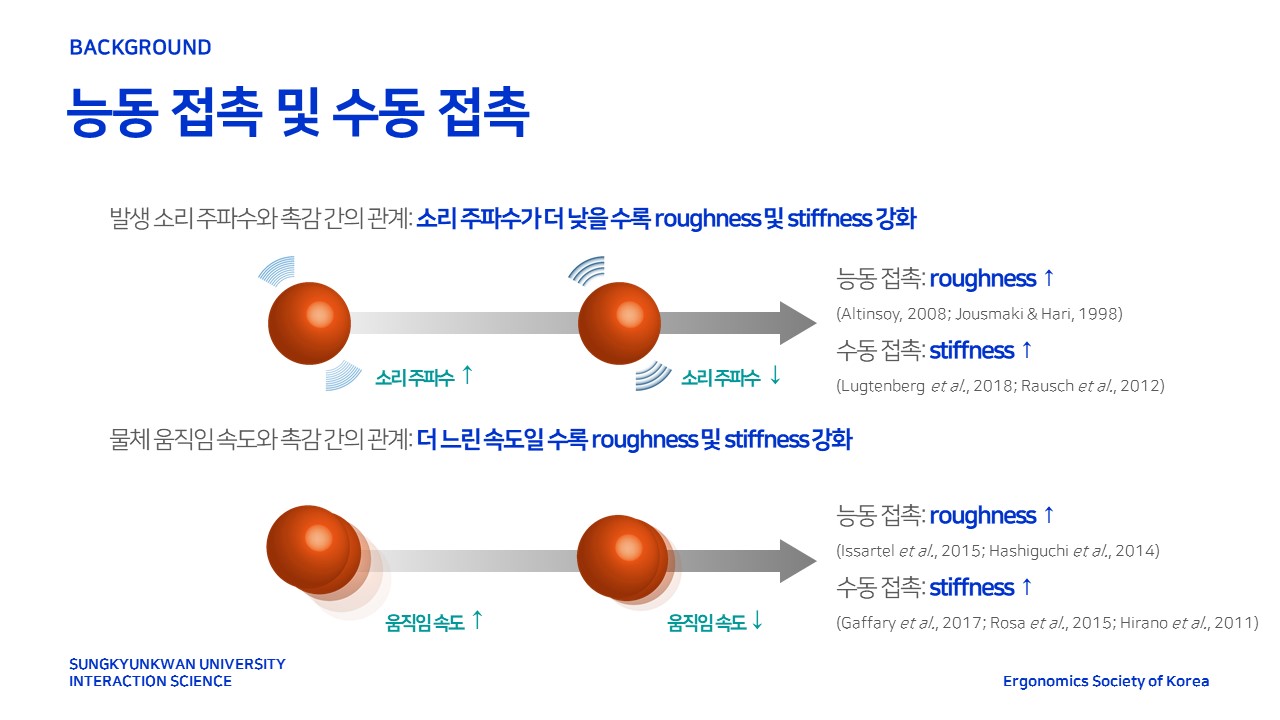 BACKGROUND
능동 접촉 및 수동 접촉
발생 소리 주파수와 촉감 간의 관계: 소리 주파수가 더 낮을 수록 roughness 및 stiffness 강화
능동 접촉: roughness ↑
(Altinsoy, 2008; Jousmaki & Hari, 1998)
수동 접촉: stiffness ↑
(Lugtenberg et al., 2018; Rausch et al., 2012)
소리 주파수 ↑
소리 주파수 ↓
물체 움직임 속도와 촉감 간의 관계: 더 느린 속도일 수록 roughness 및 stiffness 강화
능동 접촉: roughness ↑
(Issartel et al., 2015; Hashiguchi et al., 2014)
수동 접촉: stiffness ↑
(Gaffary et al., 2017; Rosa et al., 2015; Hirano et al., 2011)
움직임 속도 ↑
움직임 속도 ↓
SUNGKYUNKWAN UNIVERSITY
INTERACTION SCIENCE
Ergonomics Society of Korea